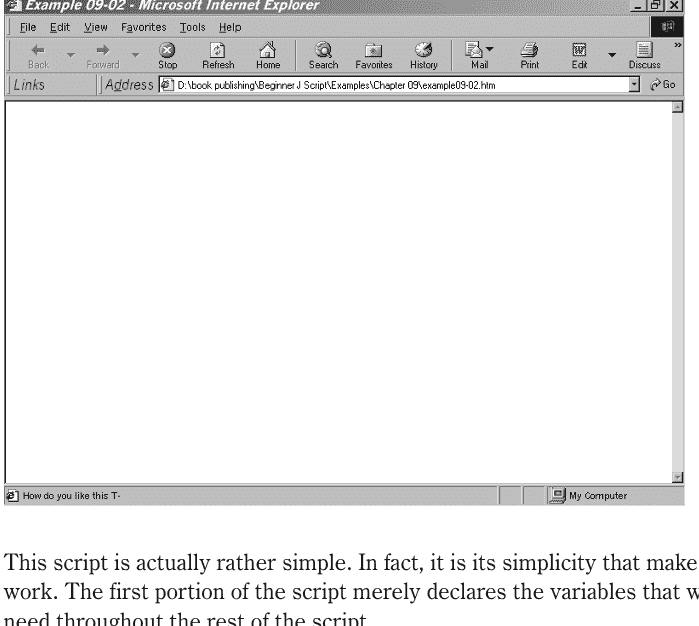 Example 09-02 - Microsoft Internet Explorer
File Edit View Favorites Tools Help
Back Forward Stop Refresh Home Search Favorites History Mail Print Edit Discuss »
Links Address D:\book publishing\Beginner J Script\Examples\Chapter 09\example09-02.htm Go
How do you like this T- My Computer
This script is actually rather simple. In fact, it is its simplicity that make
work. The first portion of the script merely declares the variables that w
need throughout the rest of the script.